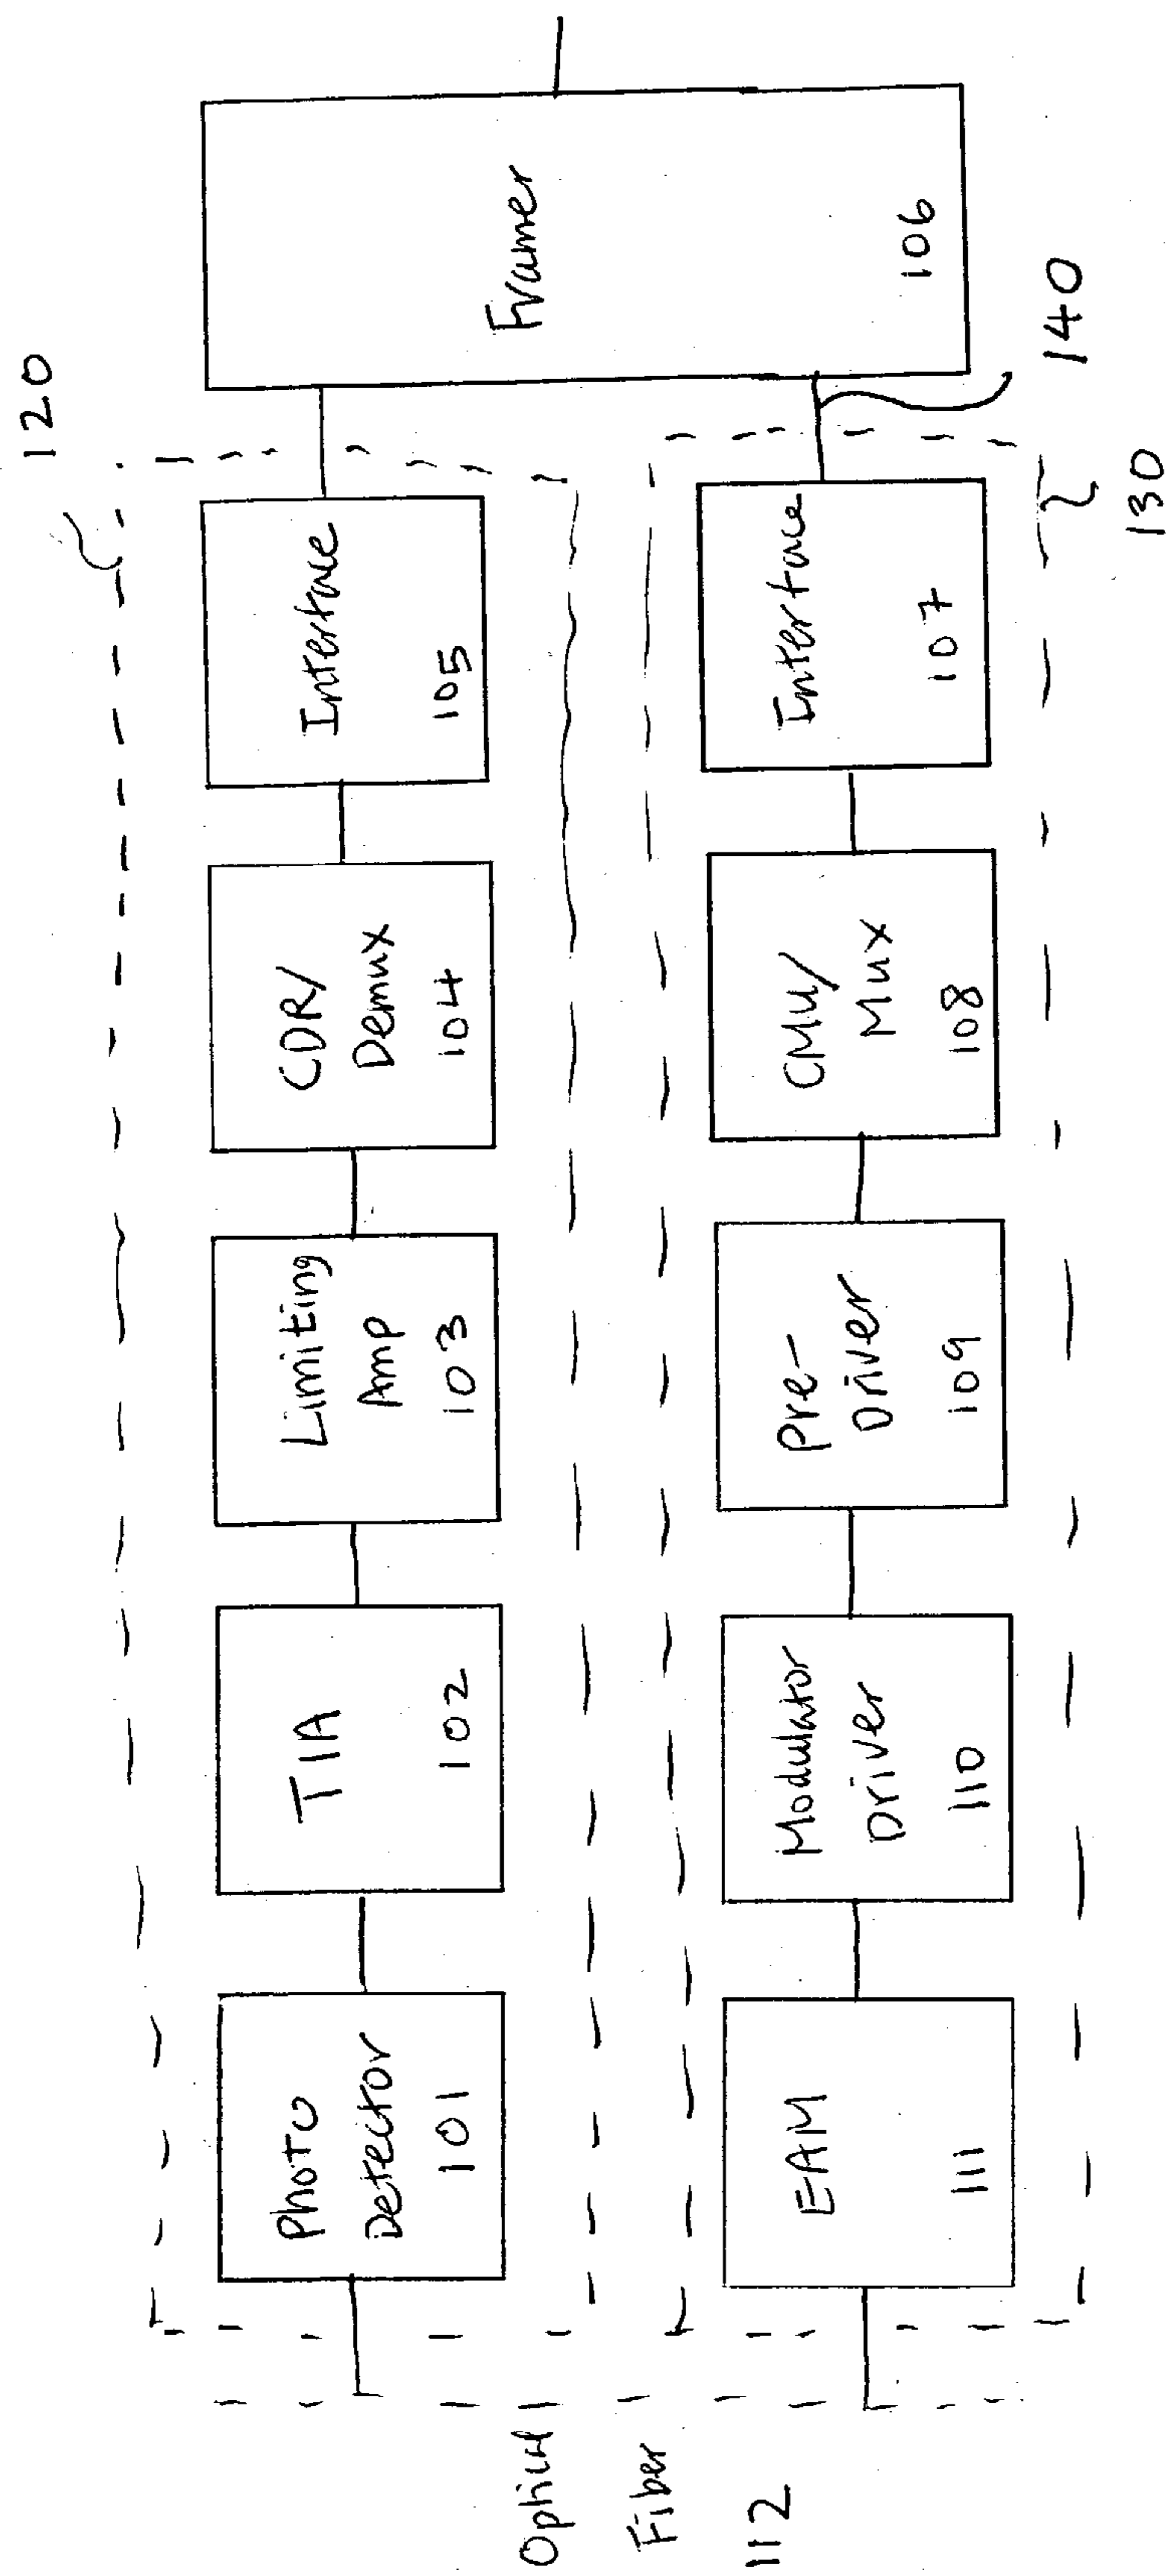 120
Photo
Detector
101
TIA
102
Limiting
Amp
103
CDR/
Demux
104
Interface
105
Framer
106
Optical
Fiber
112
EAM
111
Modulator
Driver
110
Pre-
Driver
109
CMU/
Mux
108
Interface
107
140
130